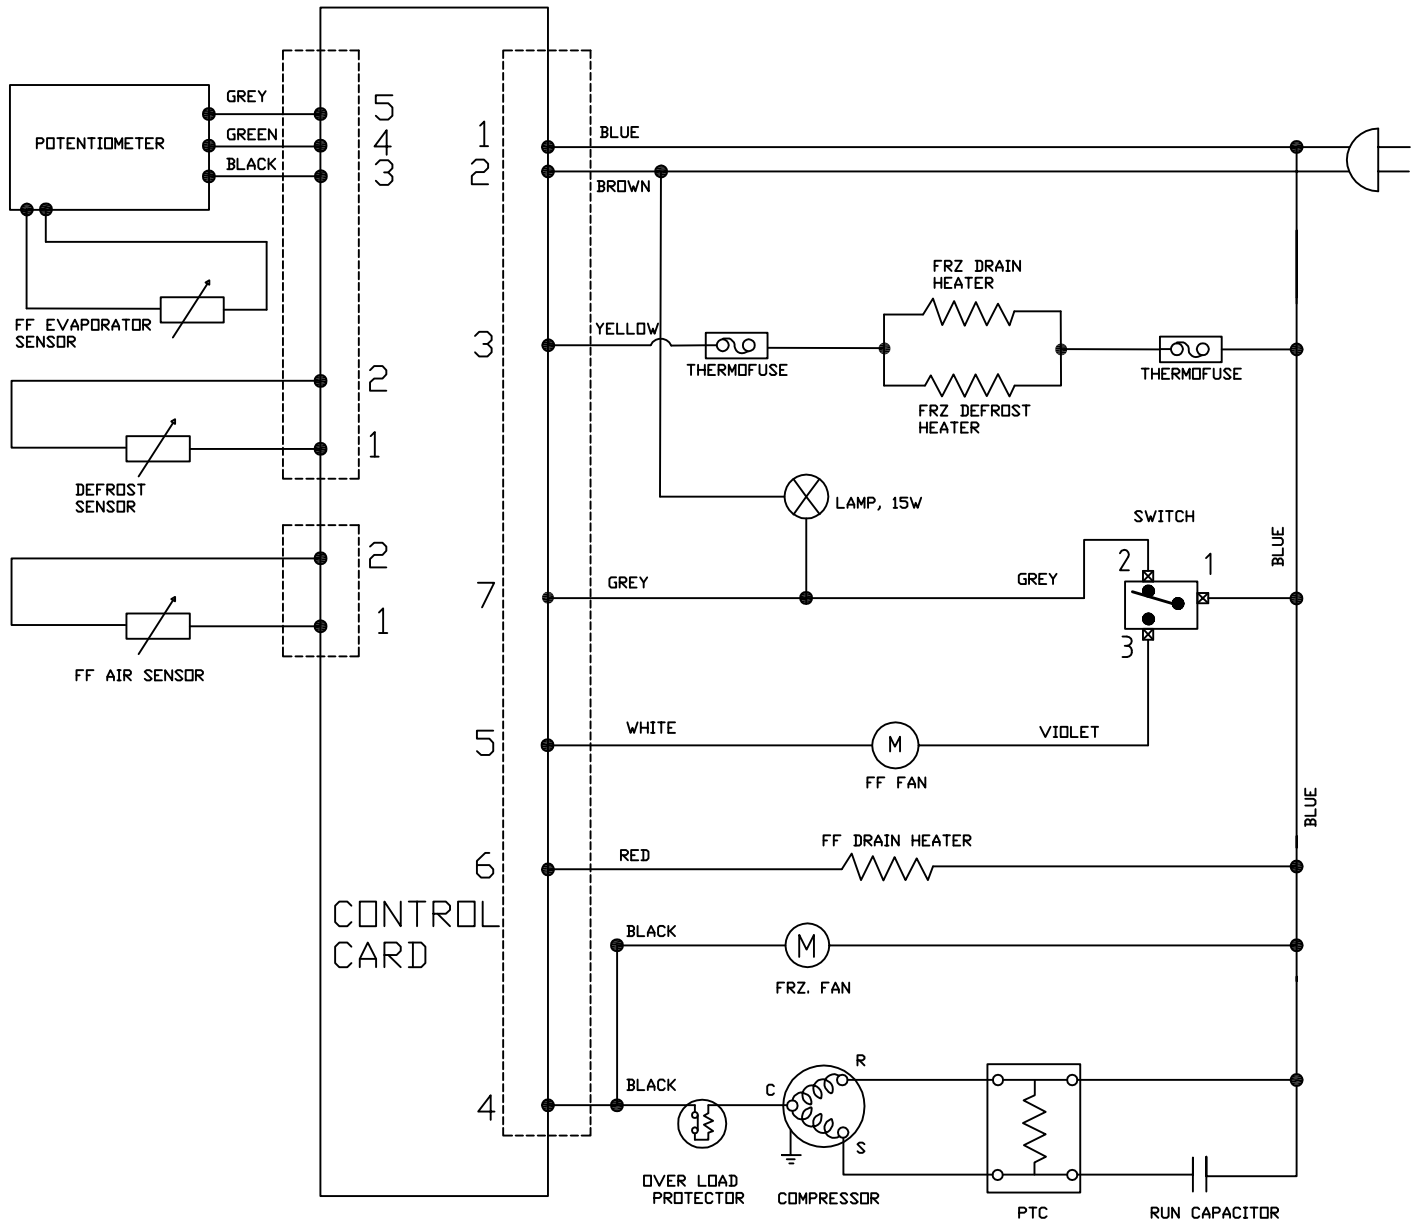 GREY
POTENTIOMETER
GREEN
BLACK
5
4
3
1
2
BLUE
BROWN
FF EVAPORATOR
SENSOR
2
1
DEFROST
SENSOR
2
1
FF AIR SENSOR
3
YELLOW
THERMOFUSE
FRZ DRAIN
HEATER
FRZ DEFROST
HEATER
THERMOFUSE
LAMP, 15W
SWITCH
BLUE
7
GREY
GREY
2
1
3
5
WHITE
FF FAN
M
VIOLET
BLUE
6
RED
FF DRAIN HEATER
CONTROL
CARD
BLACK
M
FRZ. FAN
4
BLACK
C
R
S
OVER LOAD
PROTECTOR
COMPRESSOR
PTC
RUN CAPACITOR